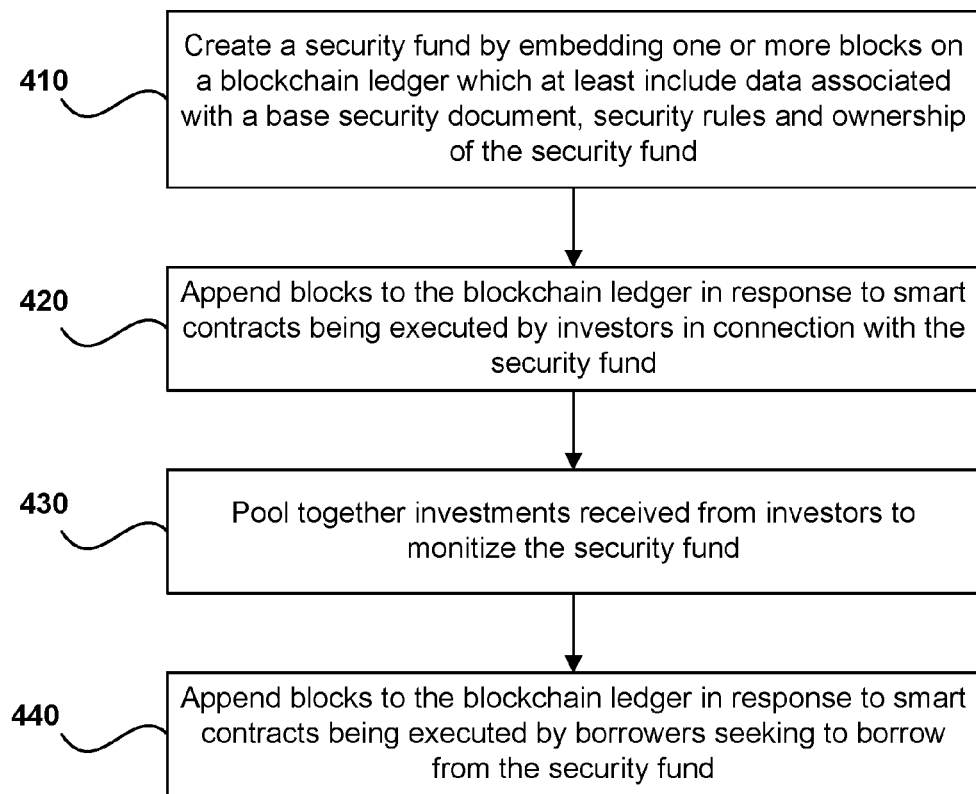 410
Create a security fund by embedding one or more blocks on
a blockchain ledger which at least include data associated
with a base security document, security rules and ownership
of the security fund
420
Append blocks to the blockchain ledger in response to smart
contracts being executed by investors in connection with the
security fund
430
Pool together investments received from investors to
monitize the security fund
440
Append blocks to the blockchain ledger in response to smart
contracts being executed by borrowers seeking to borrow
from the security fund